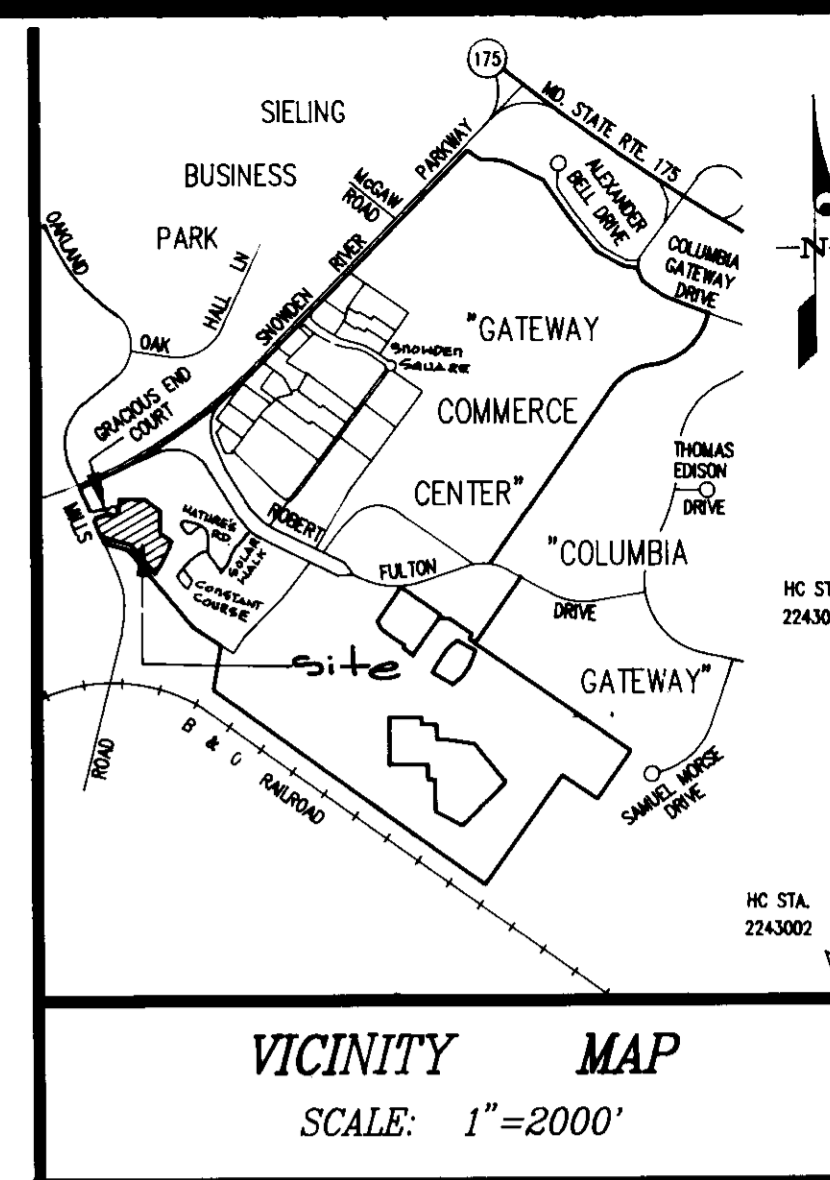 175
MD. STATE RTE. 175
SIELING
BUSINESS
PARK
McGAW
ROAD
SNOWDEN RIVER PARKWAY
ALEXANDER
BELL DRIVE
COLUMBIA
GATEWAY
DRIVE
N
OAKLAND MILLS ROAD
OAK HALL LN
GRACIOUS END
COURT
SNOWDEN
SQUARE
"GATEWAY
COMMERCE
CENTER"
THOMAS
EDISON
DRIVE
NATURE'S
RD
SOLAR
WALK
CONSTANT
COURSE
ROBERT FULTON DRIVE
"COLUMBIA
GATEWAY"
HC ST
22430
site
B & O RAILROAD
SAMUEL MORSE
DRIVE
HC STA.
2243002
VICINITY MAP
SCALE: 1"=2000'